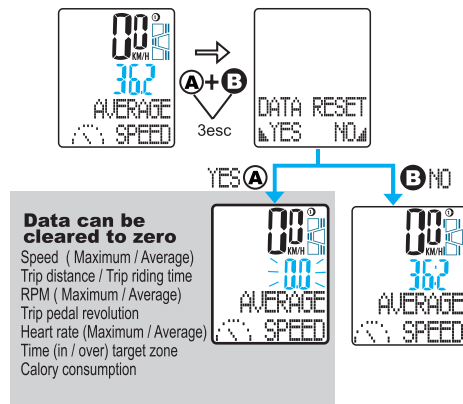 00
KM/H
36.2
AVERAGE
SPEED
A+B
3esc
DATA RESET
YES NO
YES A
B NO
Data can be
cleared to zero
Speed ( Maximum / Average)
Trip distance / Trip riding time
RPM ( Maximum / Average)
Trip pedal revolution
Heart rate (Maximum / Average)
Time (in / over) target zone
Calory consumption
00
KM/H
0.0
AVERAGE
SPEED
00
KM/H
36.2
AVERAGE
SPEED